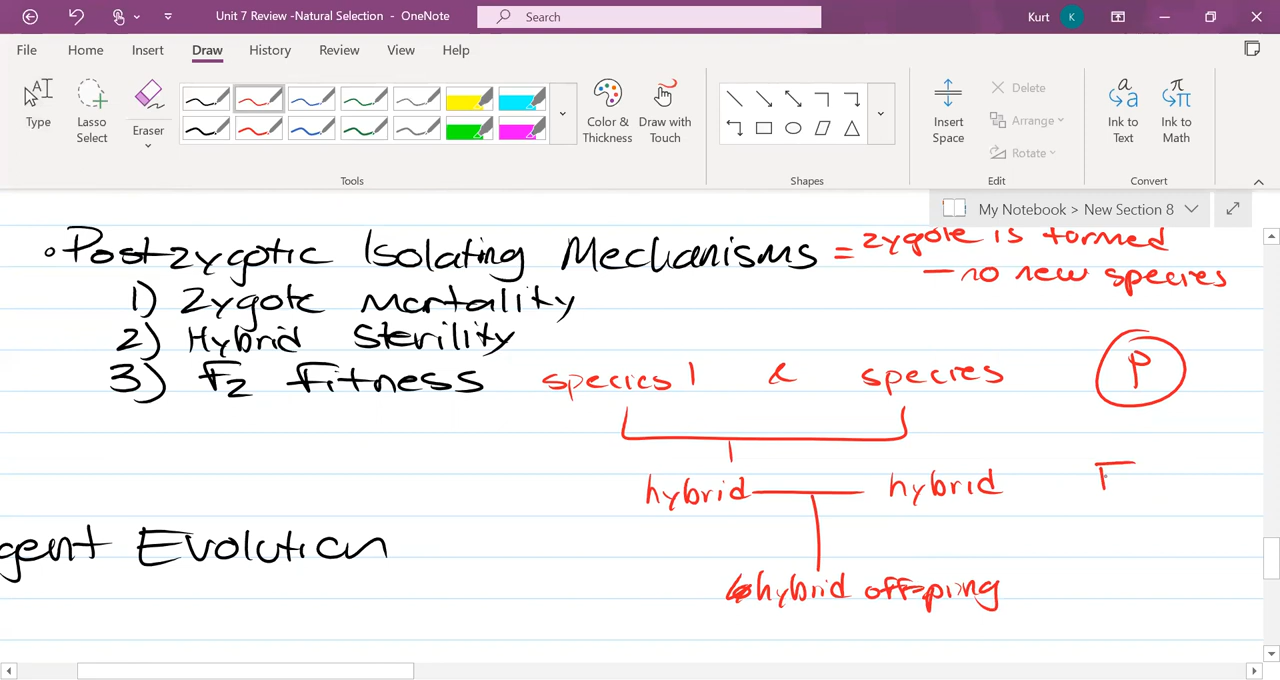 Unit 7 Review -Natural Selection - OneNote
Search
Kurt K
File Home Insert Draw History Review View Help
Type
Lasso Select
Eraser
Color & Thickness
Draw with Touch
Insert Space
Delete
Arrange
Rotate
Ink to Text
Ink to Math
Tools Shapes Edit Convert
My Notebook > New Section 8
• Postzygotic Isolating Mechanisms = zygote is formed
— no new species
1) Zygote mortality
2) Hybrid sterility
3) F2 Fitness
species 1 & species
P
hybrid hybrid
F
gent Evolution
hybrid offspring